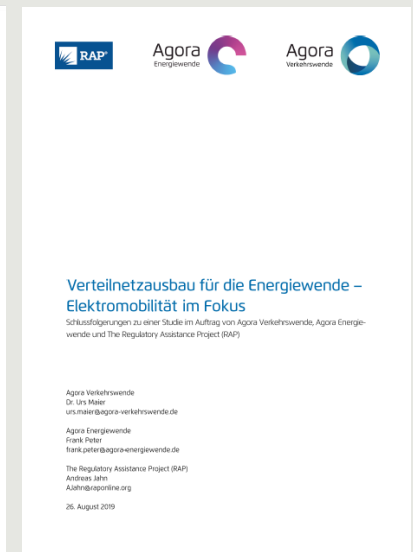 RAP
Agora
Energiewende
Agora
Verkehrswende
Verteilnetzausbau für die Energiewende –
Elektromobilität im Fokus
Schlussfolgerungen zu einer Studie im Auftrag von Agora Verkehrswende, Agora Energie-
wende und The Regulatory Assistance Project (RAP)
Agora Verkehrswende
Dr. Urs Maier
urs.maier@agora-verkehrswende.de
Agora Energiewende
Frank Peter
frank.peter@agora-energiewende.de
The Regulatory Assistance Project (RAP)
Andreas Jahn
AJahn@raponline.org
26. August 2019